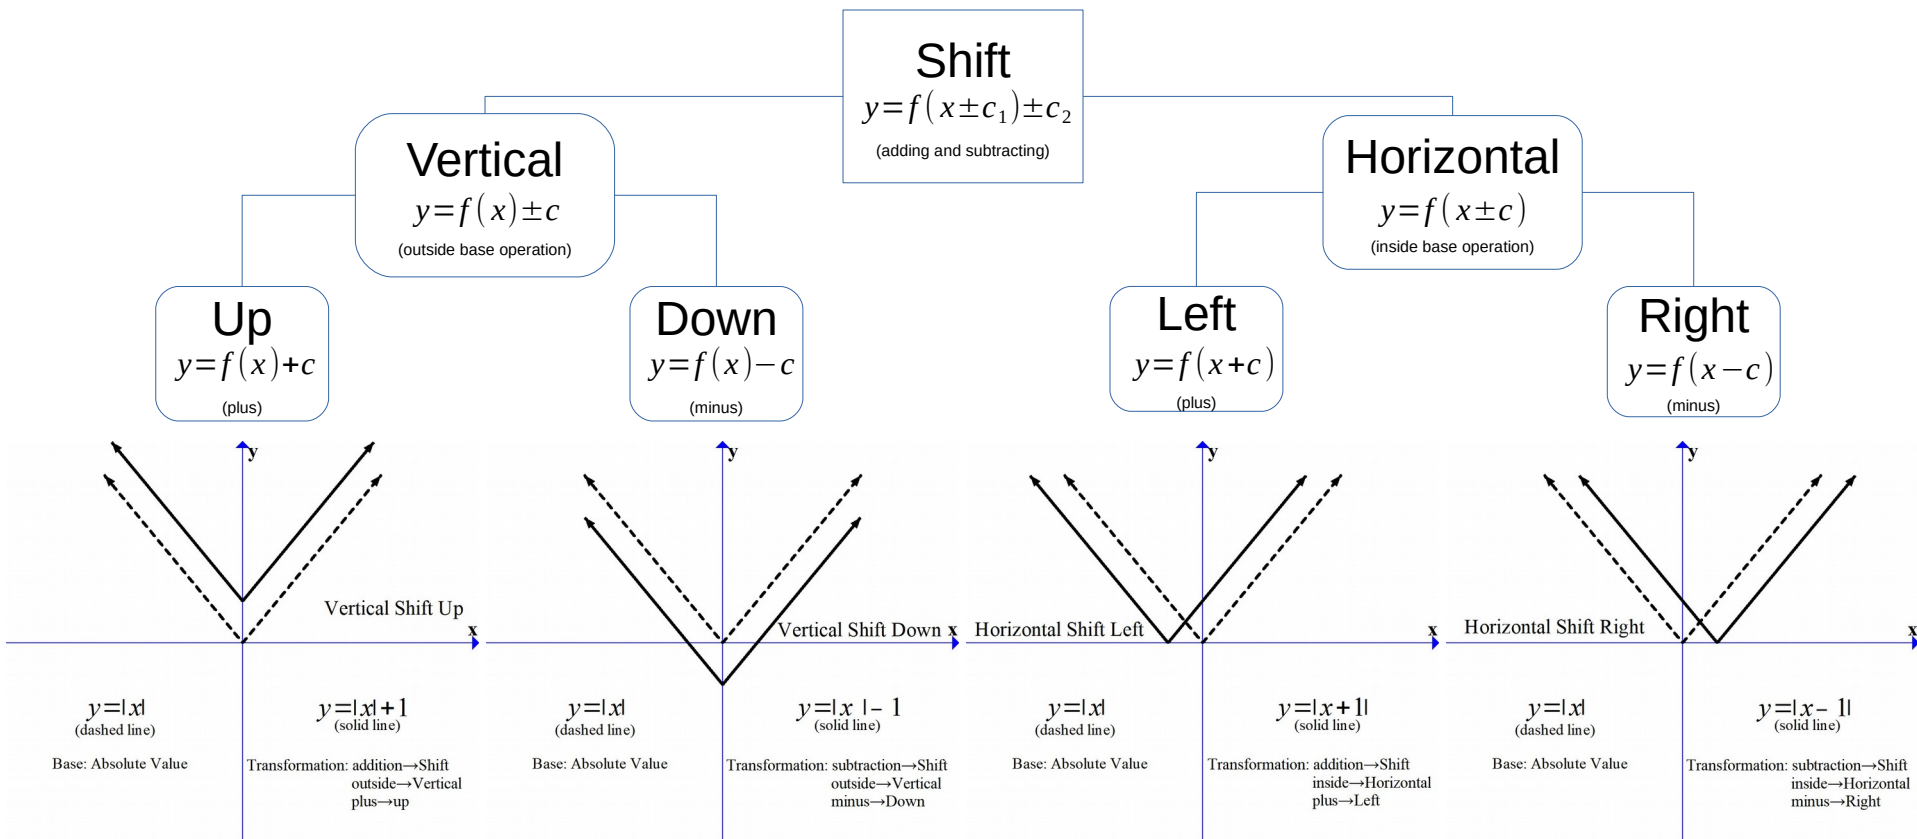 Shift
y=f(x±c₁)±c₂
(adding and subtracting)
Vertical
y=f(x)±c
(outside base operation)
Horizontal
y=f(x±c)
(inside base operation)
Up
y=f(x)+c
(plus)
Down
y=f(x)−c
(minus)
Left
y=f(x+c)
(plus)
Right
y=f(x−c)
(minus)
y
Vertical Shift Up
x
y=|x|
(dashed line)
Base: Absolute Value
y=|x|+1
(solid line)
Transformation: addition→Shift
outside→Vertical
plus→up
y
Vertical Shift Down
x
y=|x|
(dashed line)
Base: Absolute Value
y=|x |− 1
(solid line)
Transformation: subtraction→Shift
outside→Vertical
minus→Down
y
Horizontal Shift Left
x
y=|x|
(dashed line)
Base: Absolute Value
y=|x+1|
(solid line)
Transformation: addition→Shift
inside→Horizontal
plus→Left
y
Horizontal Shift Right
x
y=|x|
(dashed line)
Base: Absolute Value
y=|x− 1|
(solid line)
Transformation: subtraction→Shift
inside→Horizontal
minus→Right